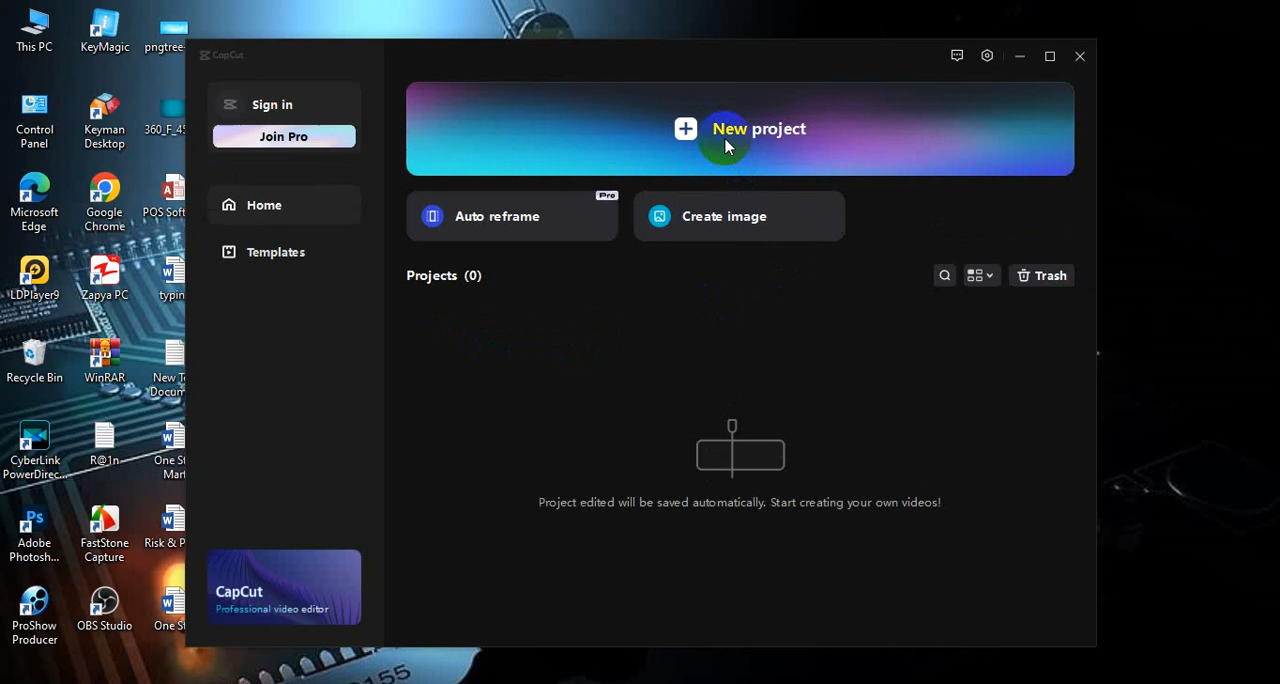 This PC
KeyMagic
pngtree-
Control
Panel
Keyman
Desktop
360_F_45
Microsoft
Edge
Google
Chrome
POS Soft
LDPlayer9
Zapya PC
typin
Recycle Bin
WinRAR
New T
Docum
CyberLink
PowerDirec...
R@1n
One St
Mart
Adobe
Photosh...
FastStone
Capture
Risk & P
ProShow
Producer
OBS Studio
One St
CapCut
Sign in
Join Pro
Home
Templates
CapCut
Professional video editor
New project
Auto reframe
Pro
Create image
Projects (0)
Trash
Project edited will be saved automatically. Start creating your own videos!
155